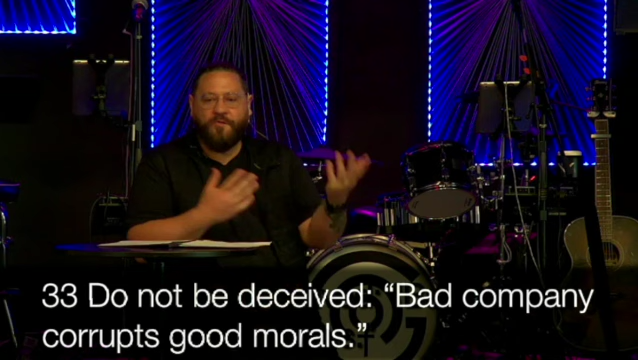 33 Do not be deceived: “Bad company
corrupts good morals.”